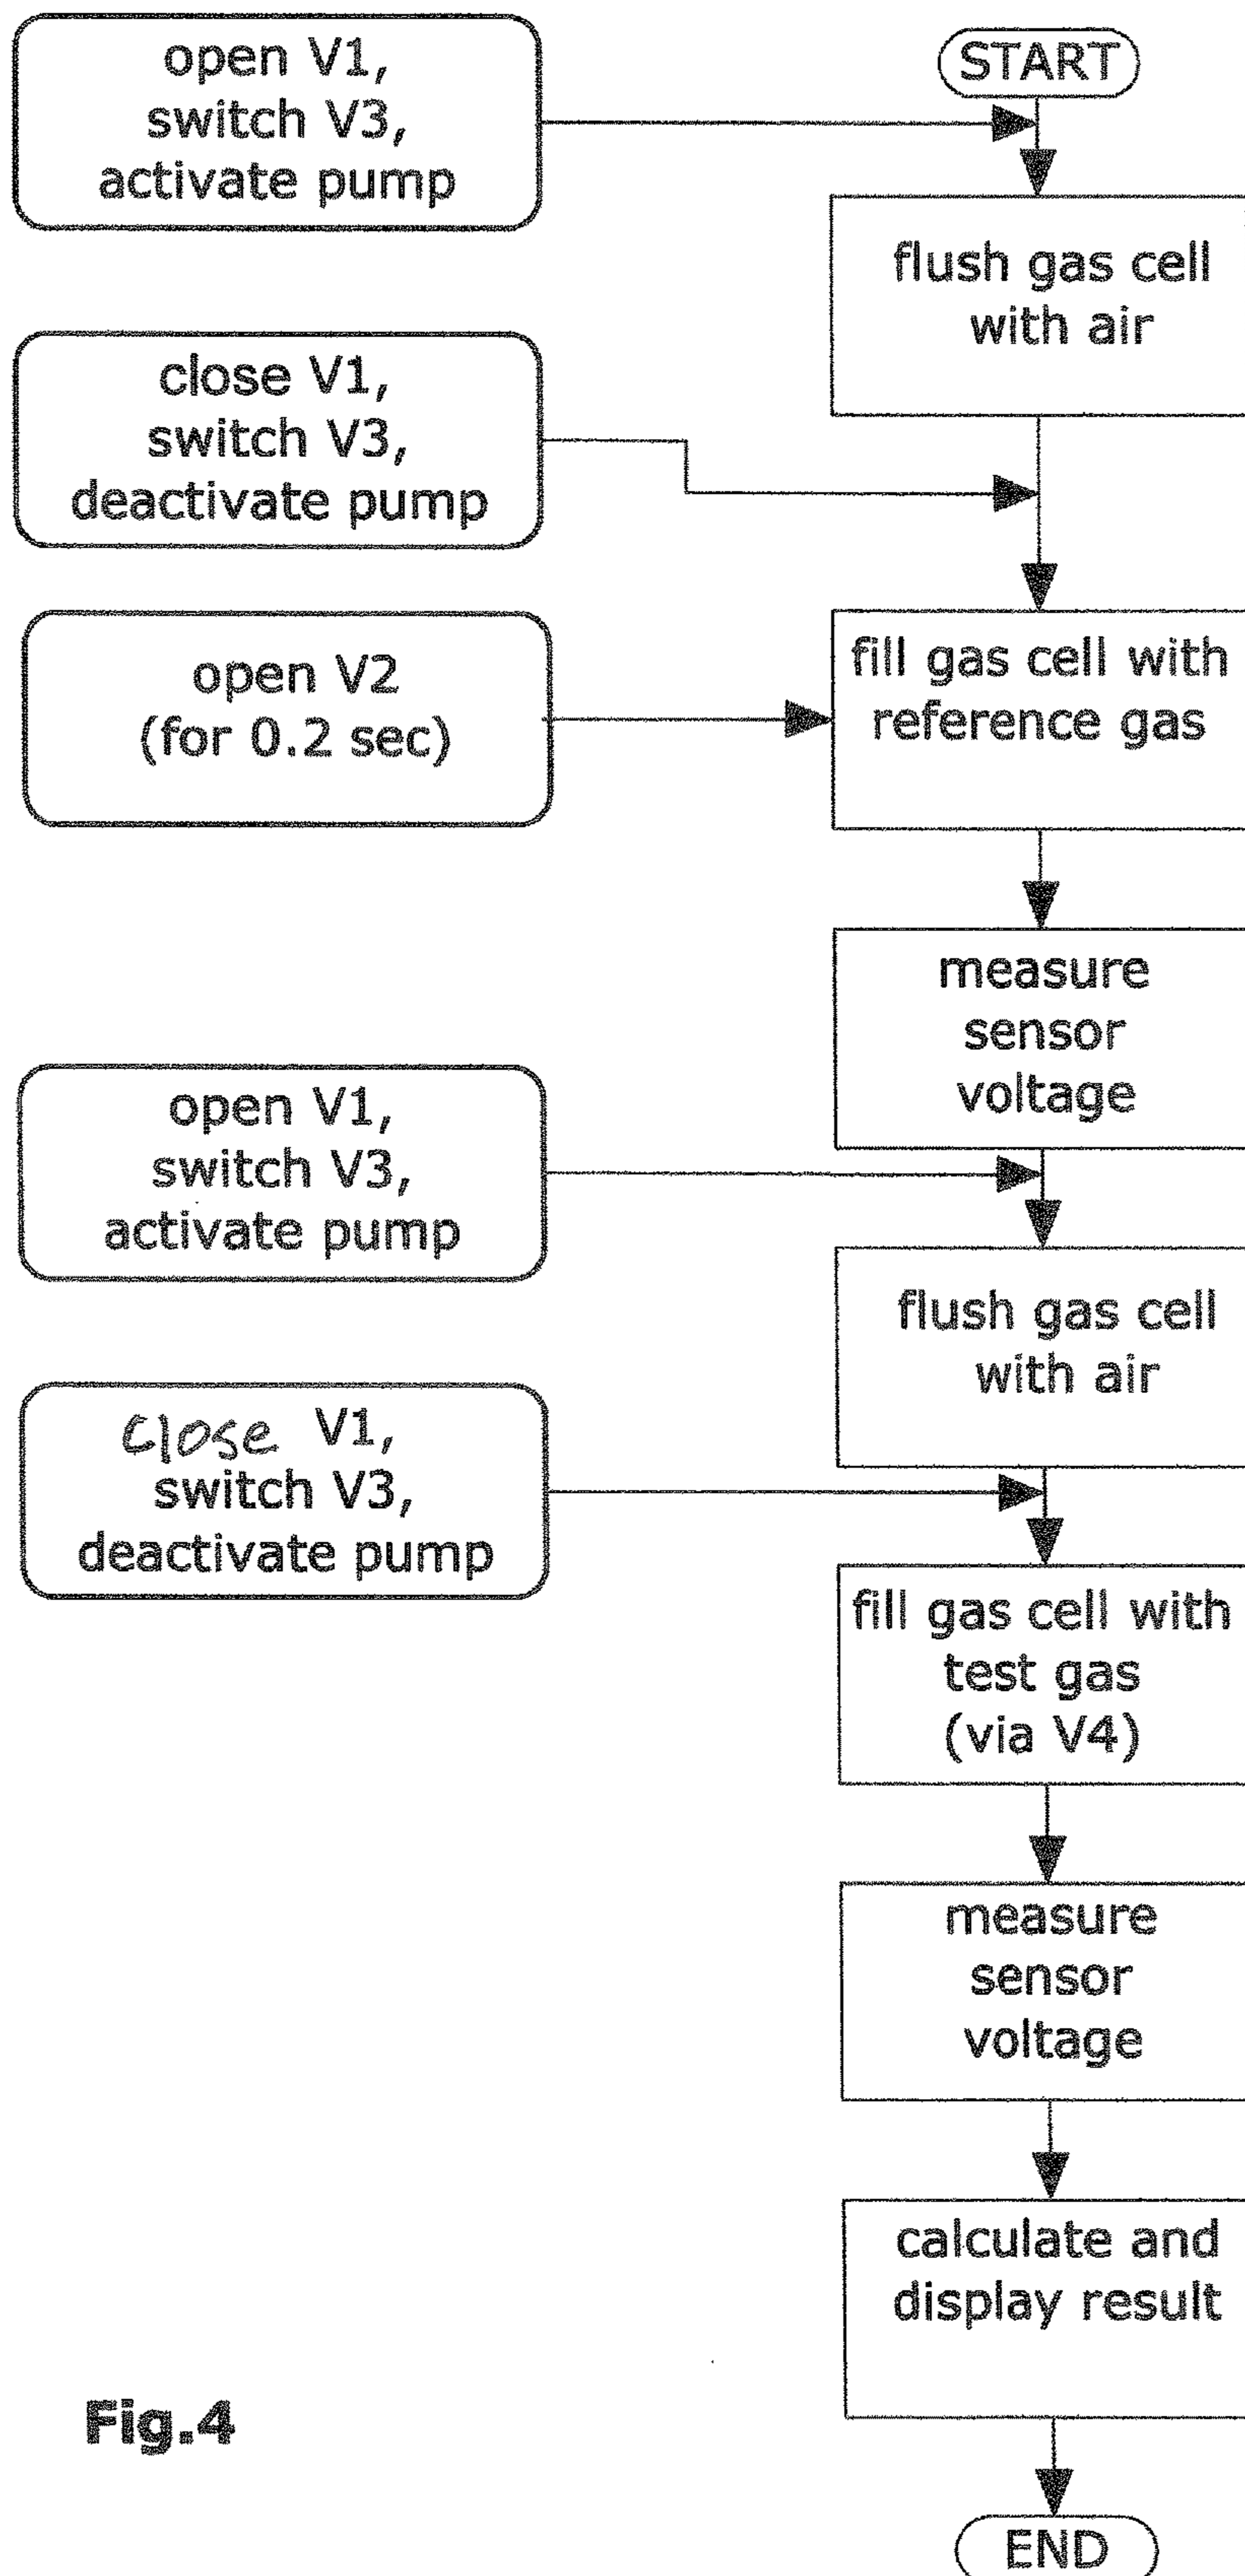 open V1,
switch V3,
activate pump
START
flush gas cell
with air
close V1,
switch V3,
deactivate pump
open V2
(for 0.2 sec)
fill gas cell with
reference gas
measure
sensor
voltage
open V1,
switch V3,
activate pump
flush gas cell
with air
Close V1,
switch V3,
deactivate pump
fill gas cell with
test gas
(via V4)
measure
sensor
voltage
calculate and
display result
Fig.4
END